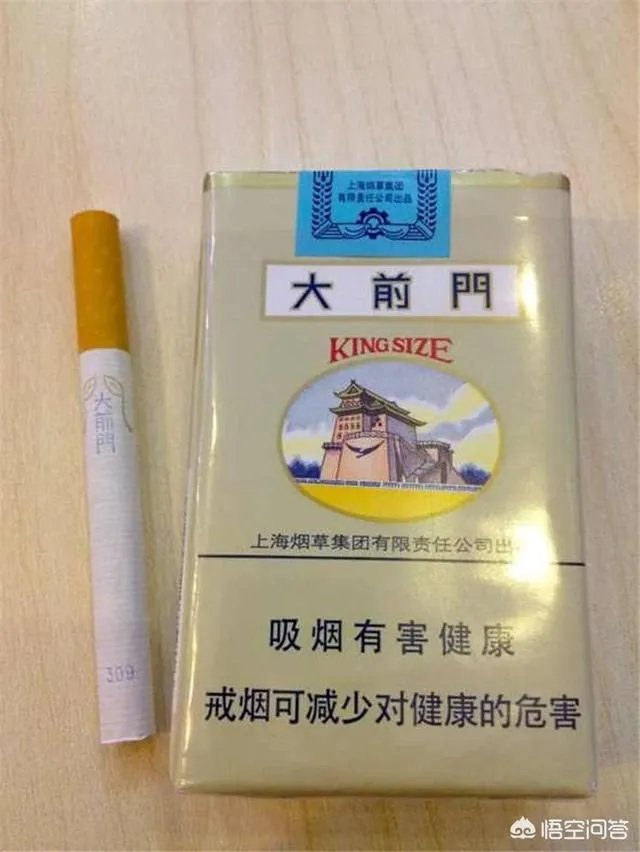 上海烟草集团
有限责任公司出品
大前門
KING SIZE
大前門
上海烟草集团有限责任公司出
309
吸烟有害健康
戒烟可减少对健康的危害
悟空问答